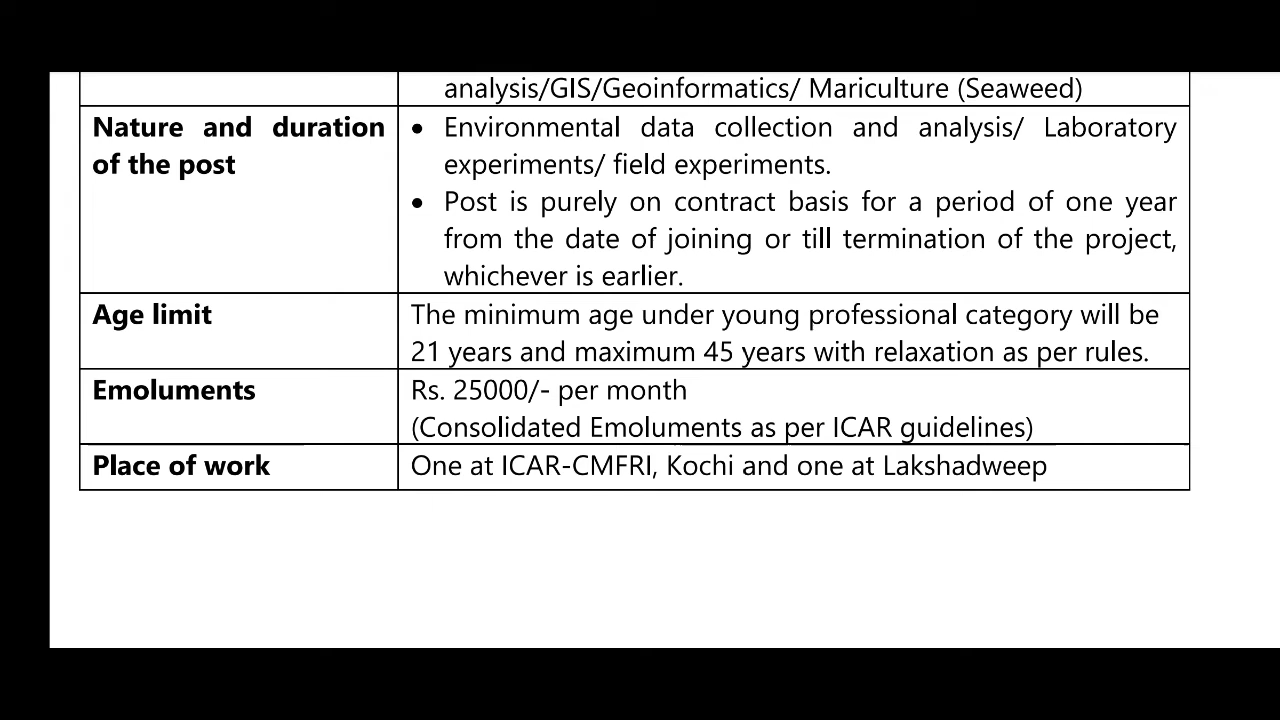 analysis/GIS/Geoinformatics/ Mariculture (Seaweed)
Nature and duration
of the post
• Environmental data collection and analysis/ Laboratory
experiments/ field experiments.
• Post is purely on contract basis for a period of one year
from the date of joining or till termination of the project,
whichever is earlier.
Age limit
The minimum age under young professional category will be
21 years and maximum 45 years with relaxation as per rules.
Emoluments
Rs. 25000/- per month
(Consolidated Emoluments as per ICAR guidelines)
Place of work
One at ICAR-CMFRI, Kochi and one at Lakshadweep